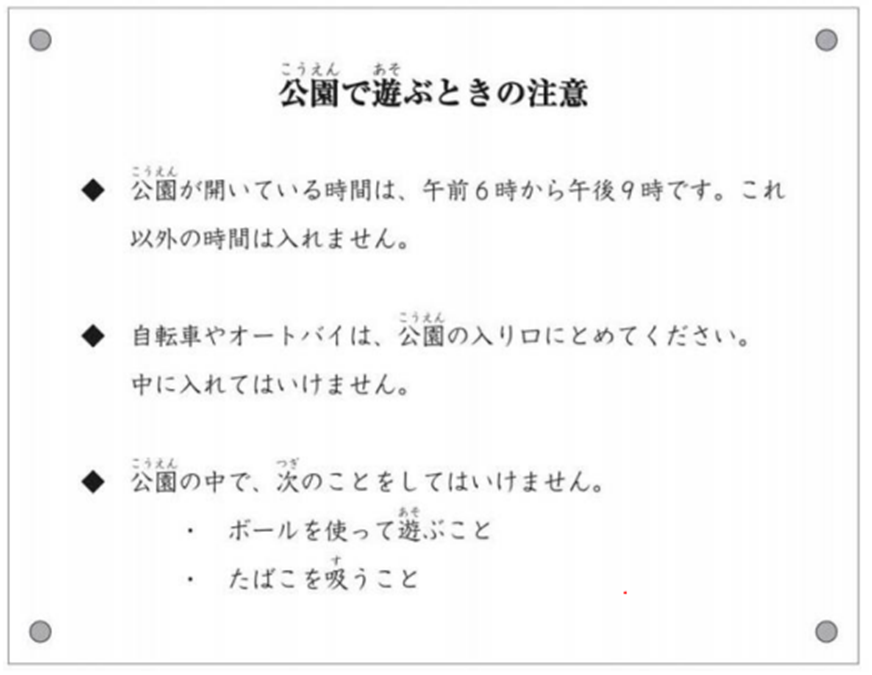 公園で遊ぶときの注意
◆ 公園が開いている時間は、午前6時から午後9時です。これ
以外の時間は入れません。
◆ 自転車やオートバイは、公園の入り口にとめてください。
中に入れてはいけません。
◆ 公園の中で、次のことをしてはいけません。
・ ボールを使って遊ぶこと
・ たばこを吸うこと